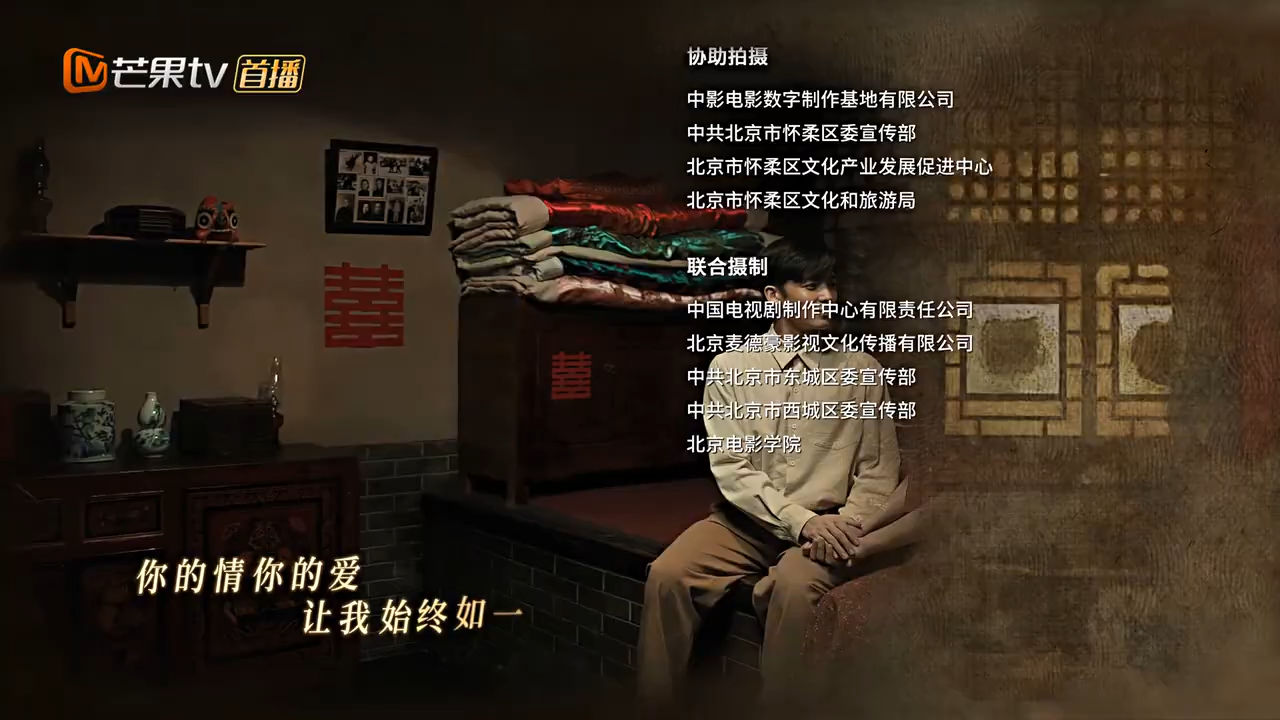 芒果tv 首播
协助拍摄
中影电影数字制作基地有限公司
中共北京市怀柔区委宣传部
北京市怀柔区文化产业发展促进中心
北京市怀柔区文化和旅游局
联合摄制
中国电视剧制作中心有限责任公司
北京麦德豪影视文化传播有限公司
中共北京市东城区委宣传部
中共北京市西城区委宣传部
北京电影学院
囍
囍
你的情你的爱
让我始终如一